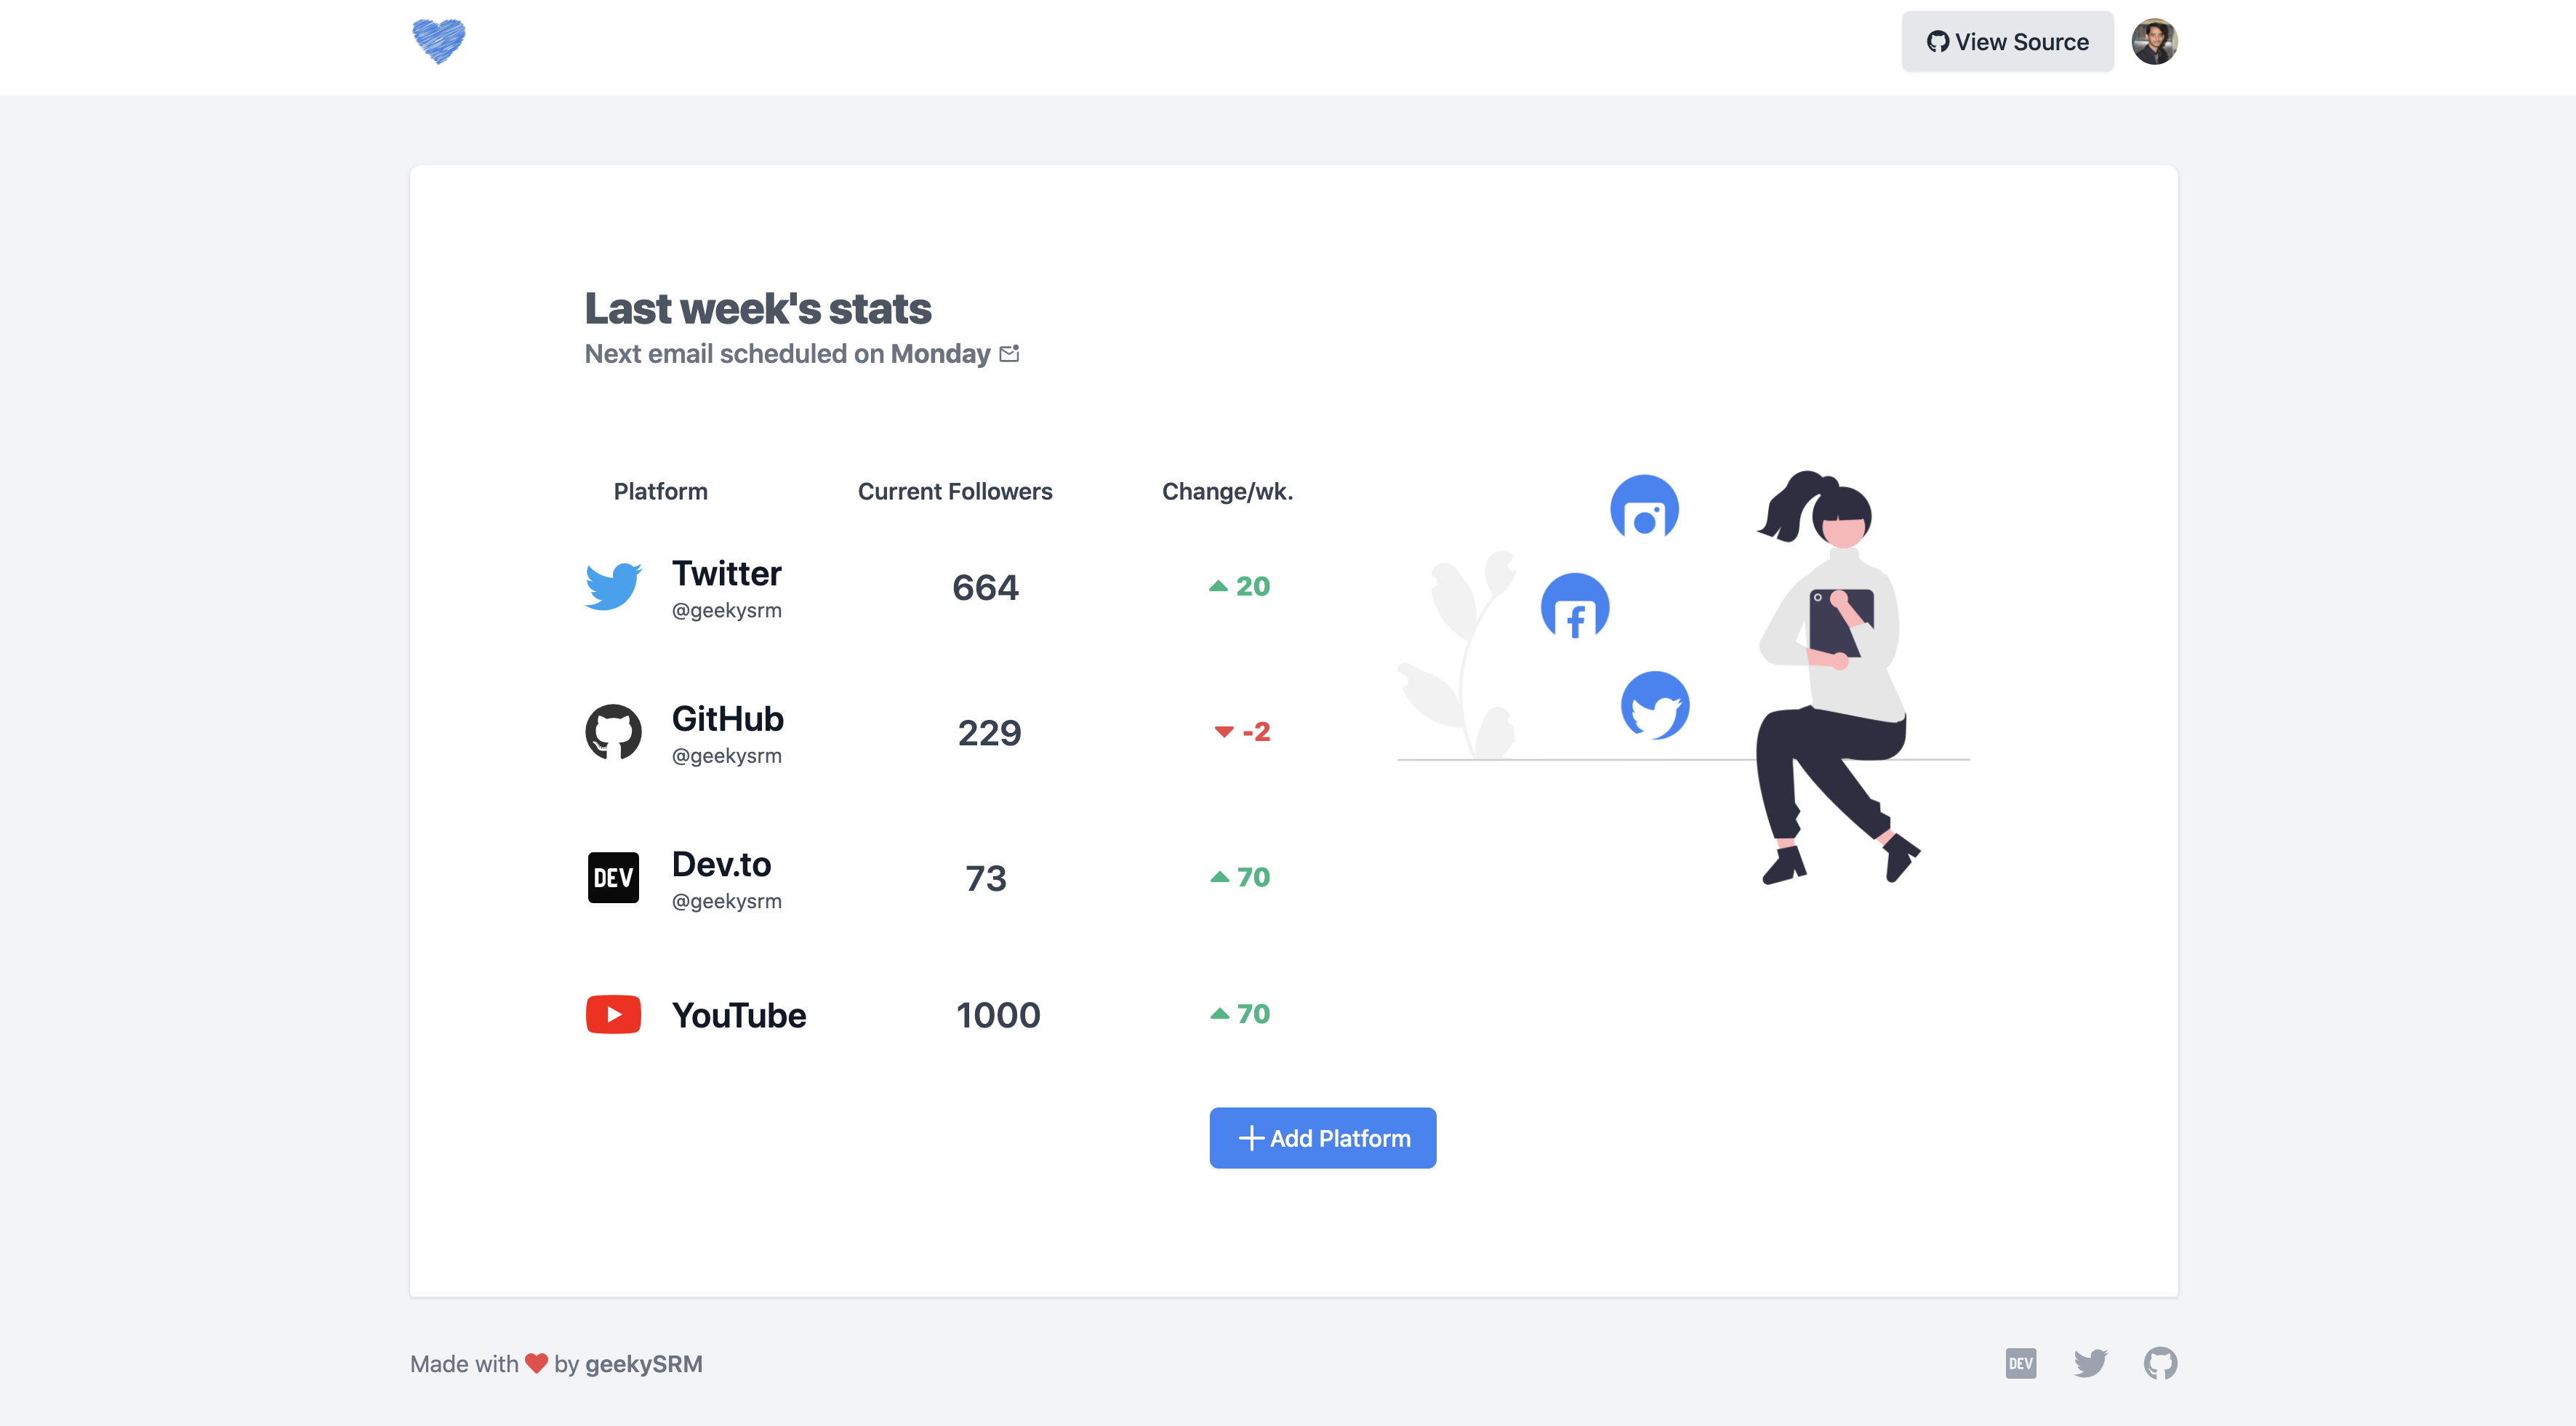 View Source
Last week's stats
Next email scheduled on Monday
Platform Current Followers Change/wk.
Twitter
@geekysrm
664
20
GitHub
@geekysrm
229
-2
DEV
Dev.to
@geekysrm
73
70
YouTube
1000
70
Add Platform
Made with by geekySRM
DEV